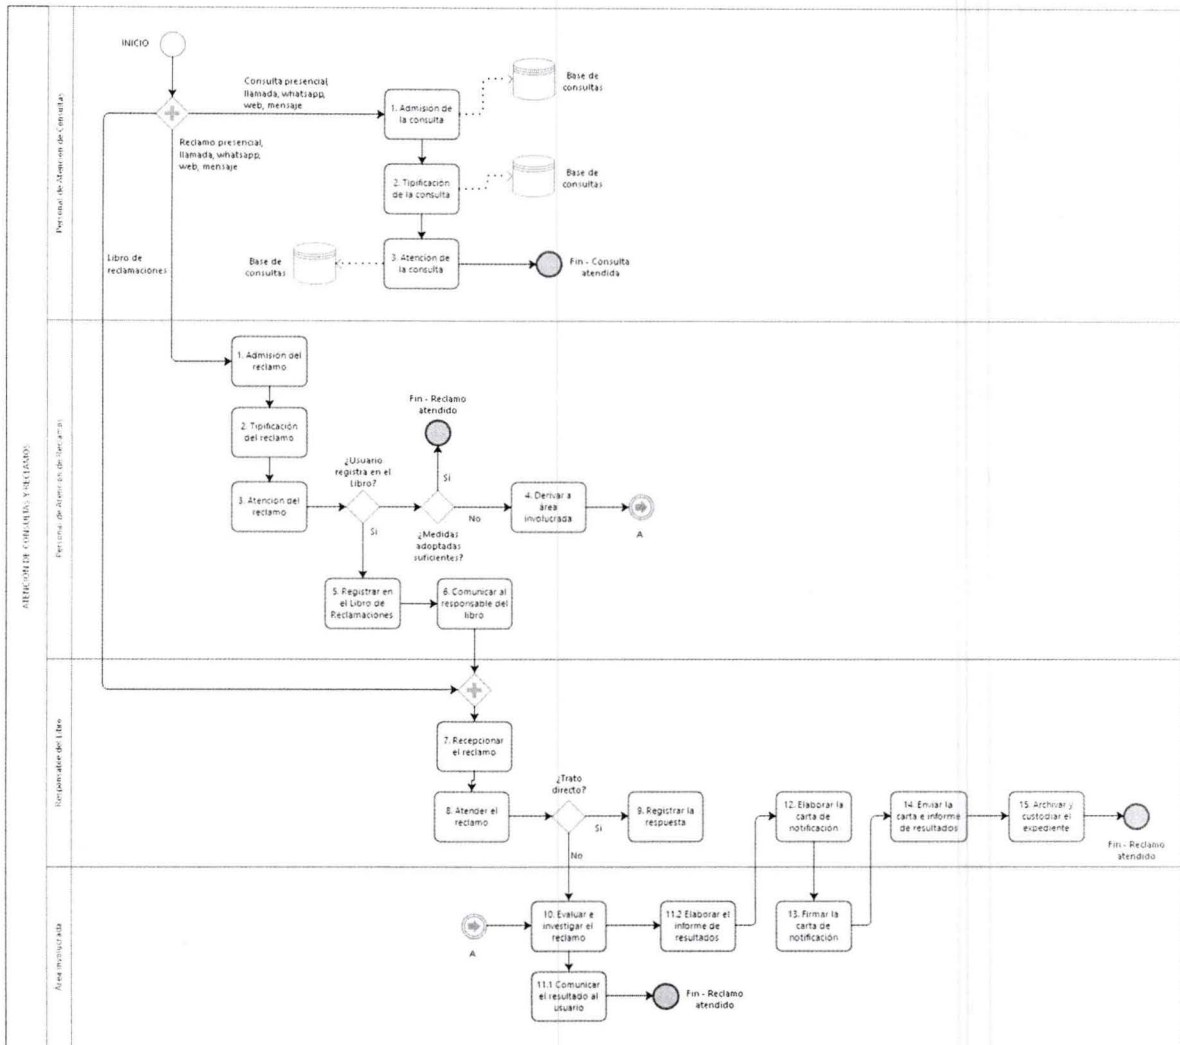 ATENCION DE CONSULTAS Y RECLAMOS
Personal de Atención de Consultas
INICIO
Consulta presencial,
llamada, whatsapp,
web, mensaje
Reclamo presencial,
llamada, whatsapp,
web, mensaje
Libro de
reclamaciones
1. Admisión de
la consulta
Base de
consultas
2. Tipificación
de la consulta
Base de
consultas
3. Atención de
la consulta
Base de
consultas
Fin - Consulta
atendida
Personal de Atención de Reclamos
1. Admisión del
reclamo
2. Tipificación
del reclamo
3. Atención del
reclamo
¿Usuario
registra en el
Libro?
Si
Fin - Reclamo
atendido
Si
¿Medidas
adoptadas
suficientes?
No
4. Derivar a
área
involucrada
A
5. Registrar en
el Libro de
Reclamaciones
6. Comunicar al
responsable del
libro
Responsable del Libro
7. Recepcionar
el reclamo
8. Atender el
reclamo
¿Trato
directo?
Si
No
9. Registrar la
respuesta
12. Elaborar la
carta de
notificación
14. Enviar la
carta e informe
de resultados
15. Archivar y
custodiar el
expediente
Fin - Reclamo
atendido
Area Involucrada
A
10. Evaluar e
investigar el
reclamo
11.2 Elaborar el
informe de
resultados
13. Firmar la
carta de
notificación
11.1 Comunicar
el resultado al
usuario
Fin - Reclamo
atendido